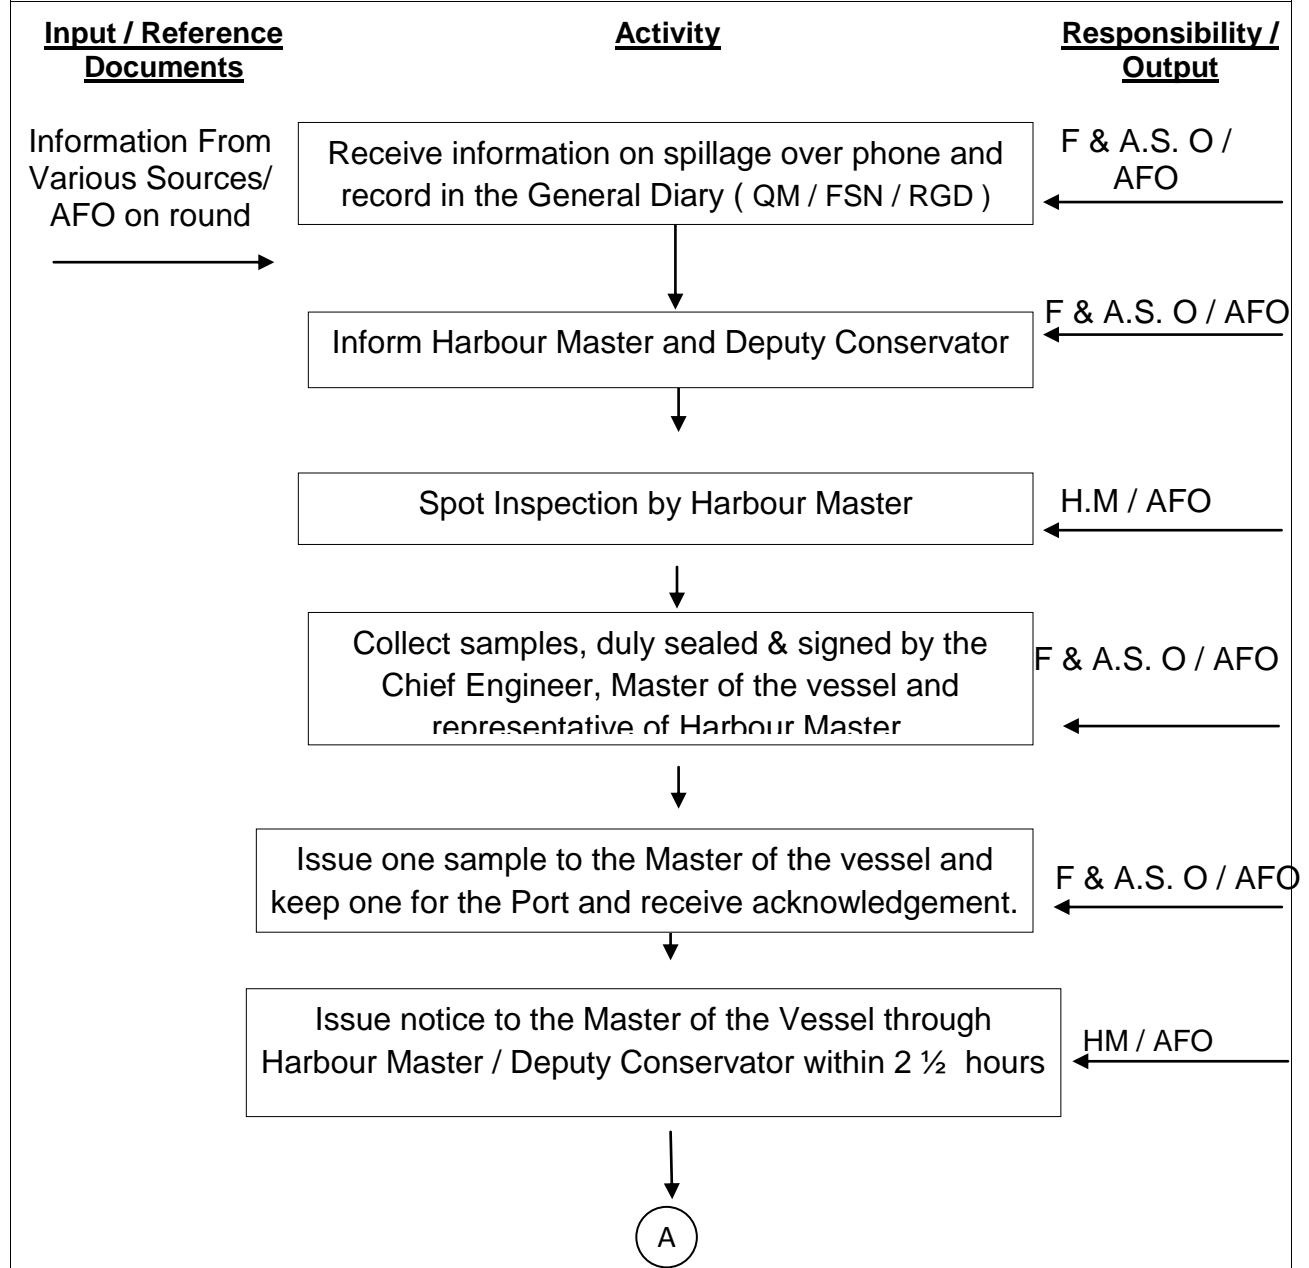 Input / Reference
Documents
Activity
Responsibility /
Output
Information From
Various Sources/
AFO on round
Receive information on spillage over phone and
record in the General Diary ( QM / FSN / RGD )
F & A.S. O /
AFO
Inform Harbour Master and Deputy Conservator
F & A.S. O / AFO
Spot Inspection by Harbour Master
H.M / AFO
Collect samples, duly sealed & signed by the
Chief Engineer, Master of the vessel and
representative of Harbour Master
F & A.S. O / AFO
Issue one sample to the Master of the vessel and
keep one for the Port and receive acknowledgement.
F & A.S. O / AFO
Issue notice to the Master of the Vessel through
Harbour Master / Deputy Conservator within 2 ½ hours
HM / AFO
A